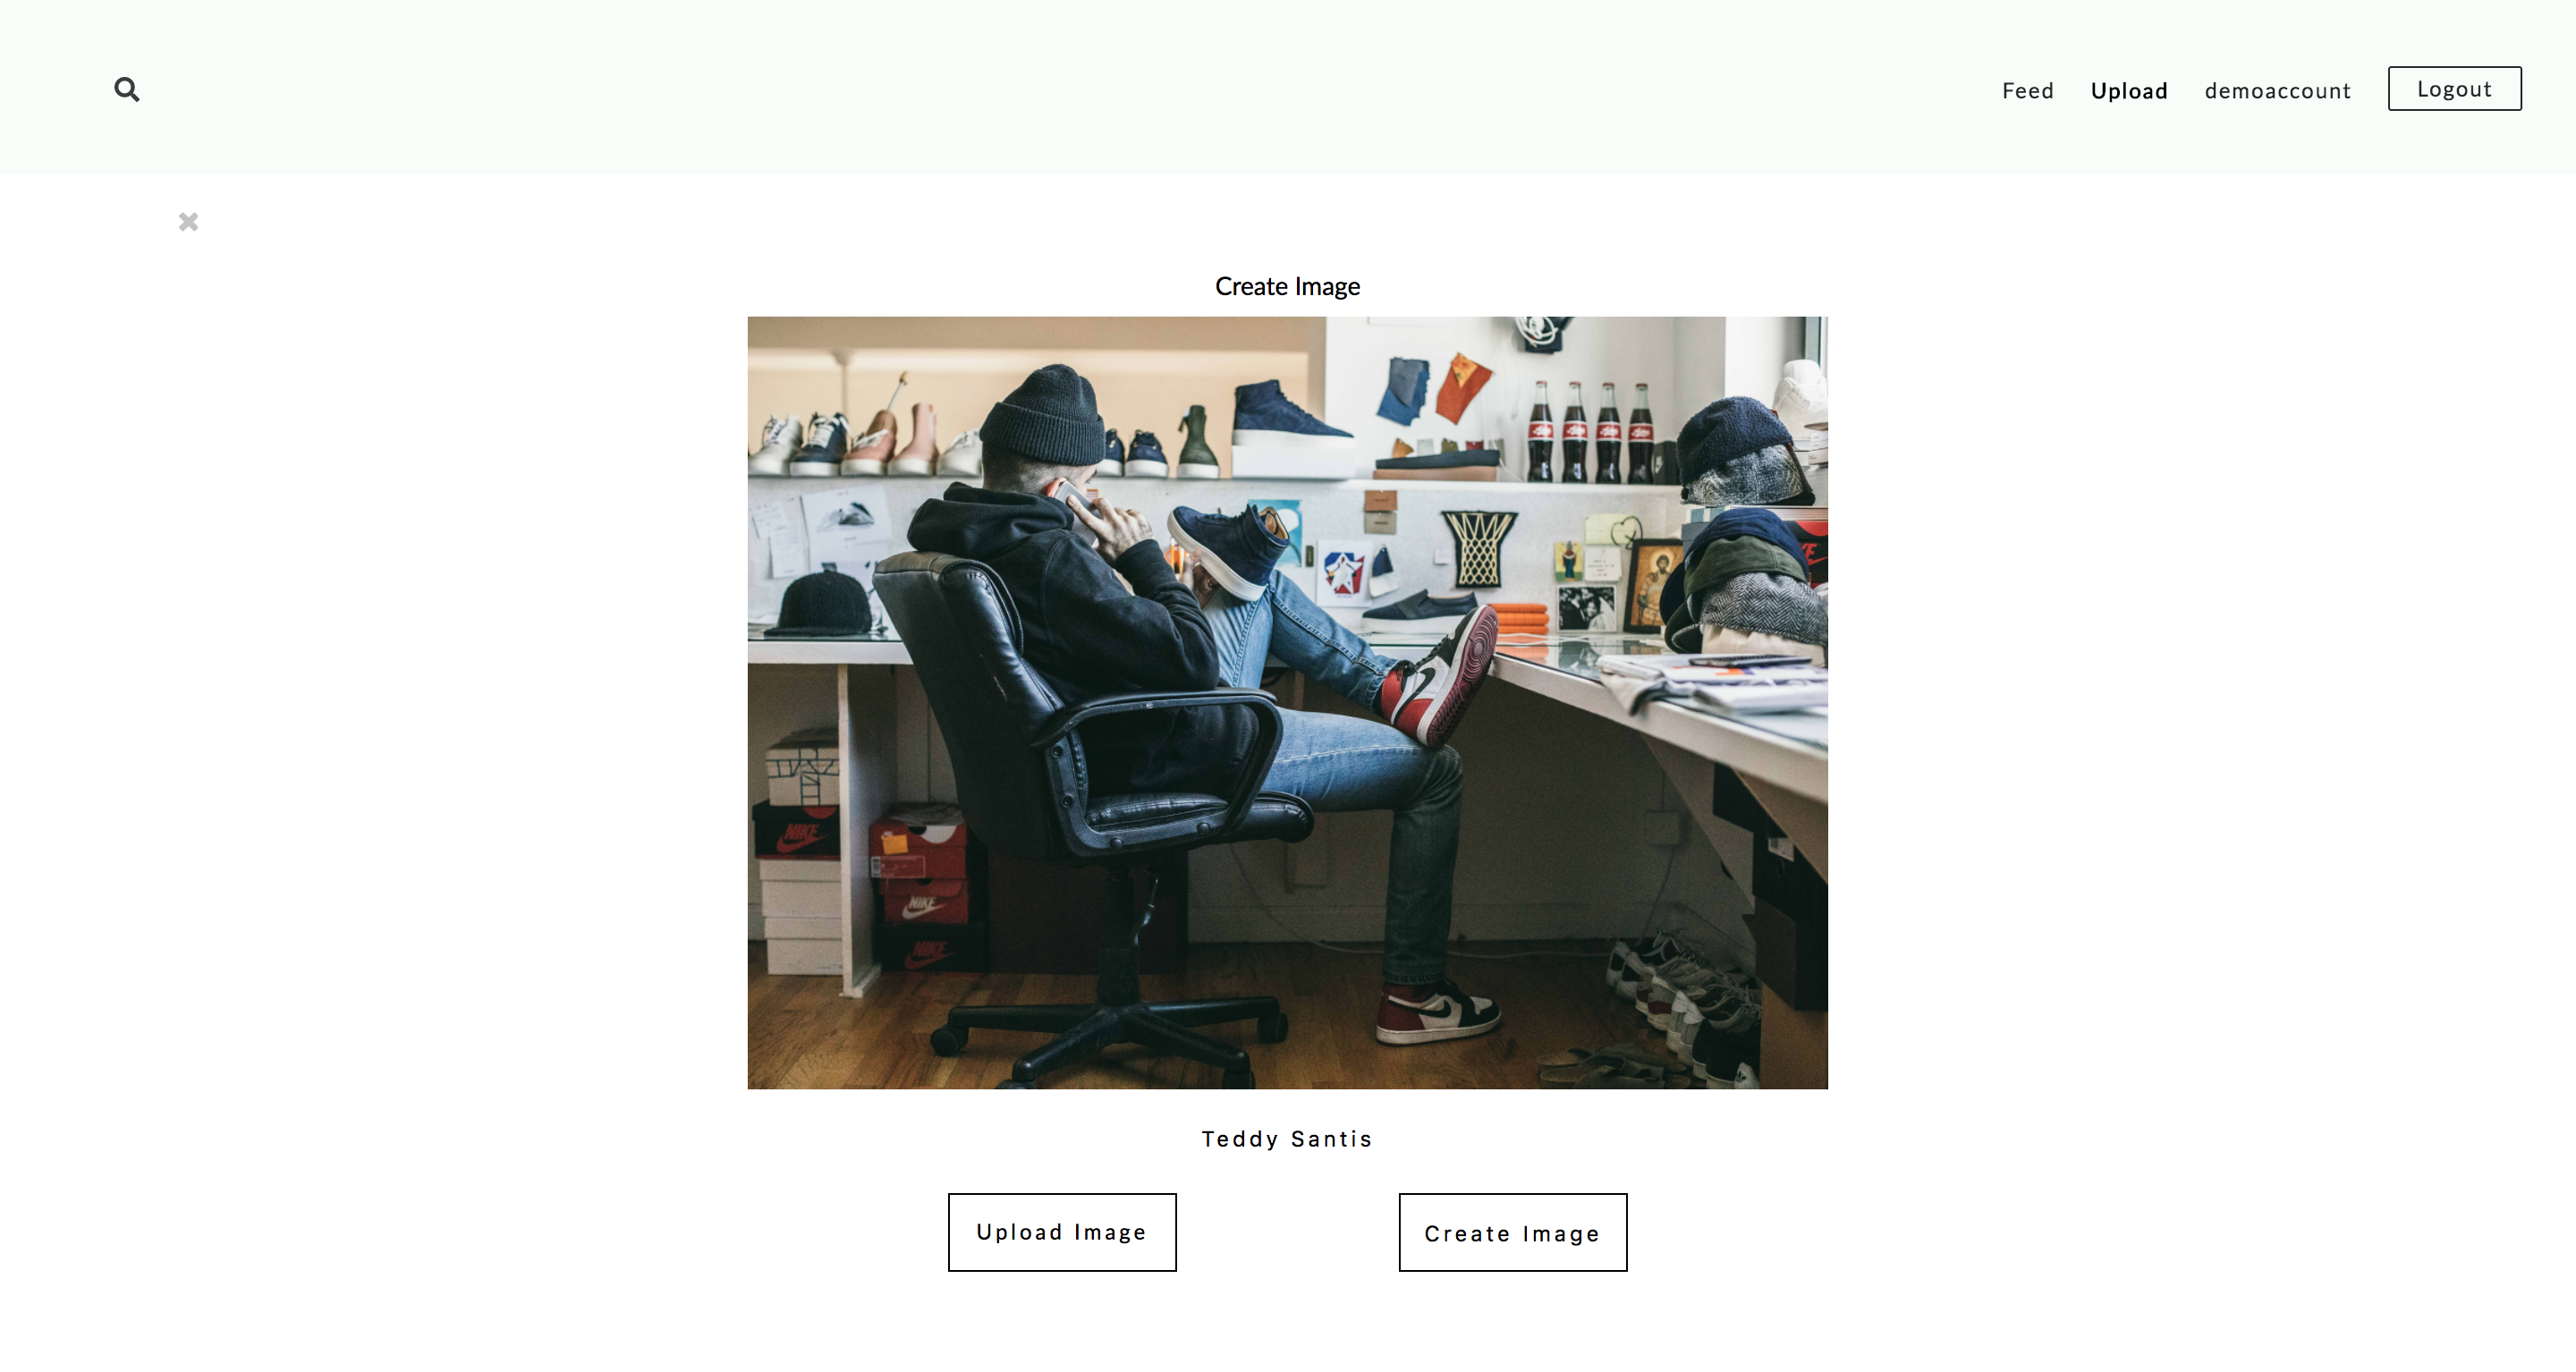 Feed Upload demoaccount Logout
Create Image
NIKE
NIKE
NIKE
Teddy Santis
Upload Image Create Image